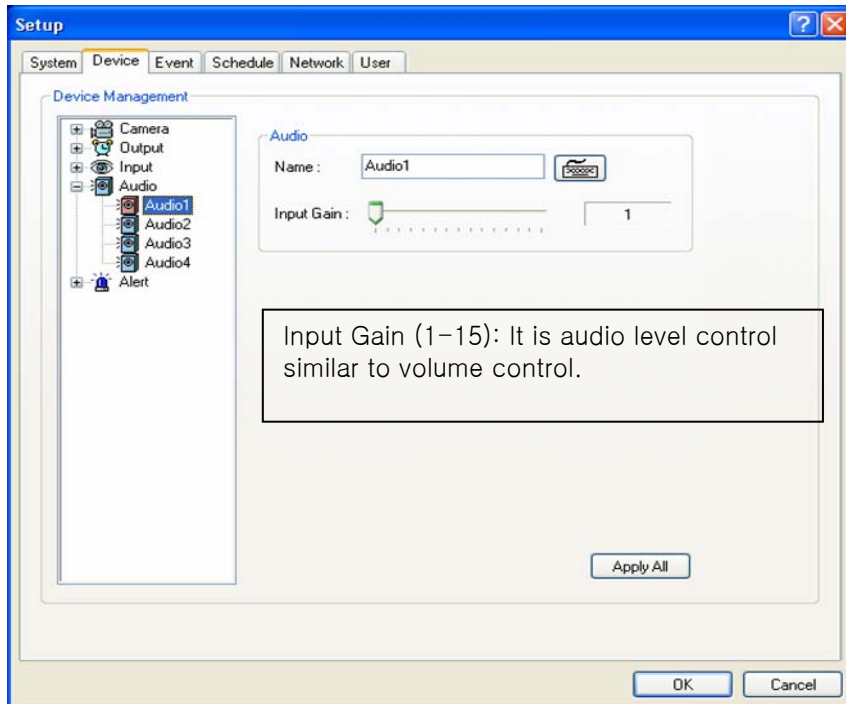 Setup
System Device Event Schedule Network User
Device Management
Camera
Output
Input
Audio
Audio1
Audio2
Audio3
Audio4
Alert
Audio
Name : Audio1
Input Gain : 1
Input Gain (1-15): It is audio level control
similar to volume control.
Apply All
OK Cancel